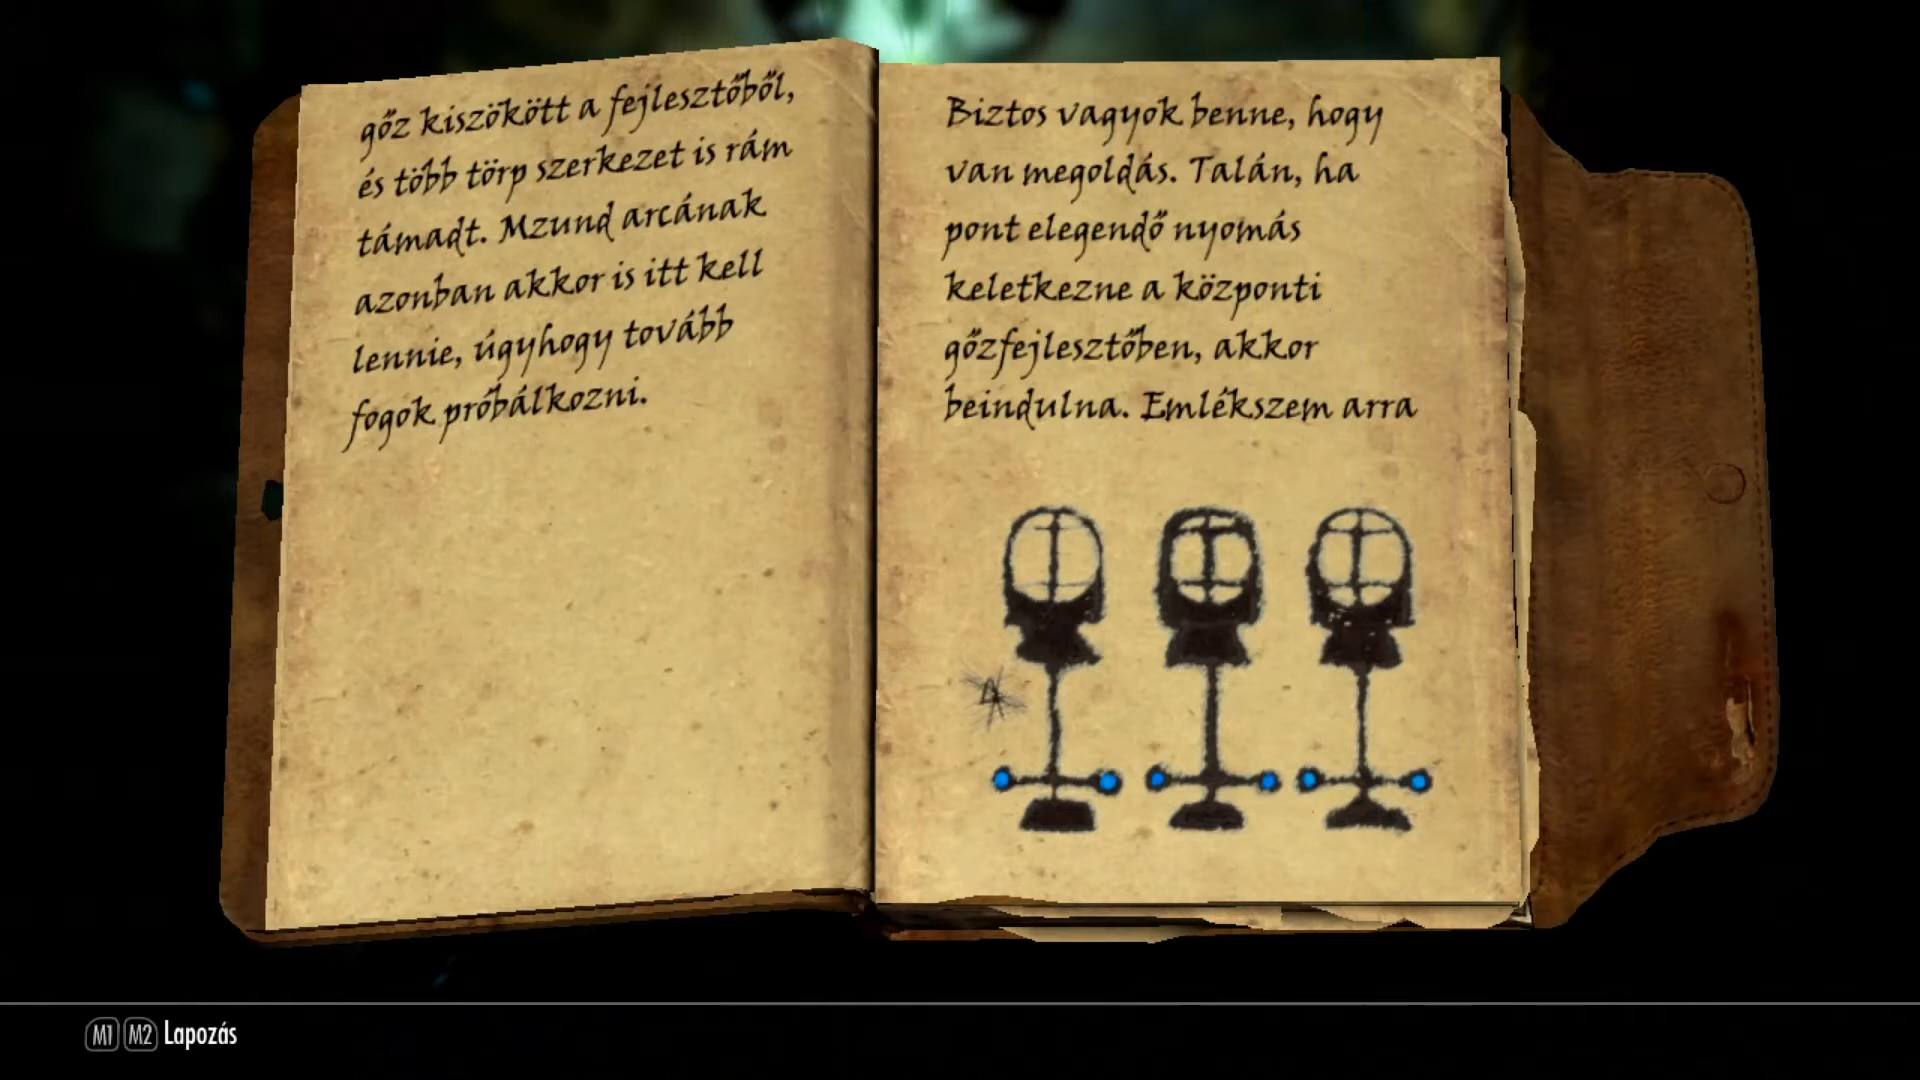 gőz kiszökött a fejlesztőből,
és több törp szerkezet is rám
támadt. Mzund arcának
azonban akkor is itt kell
lennie, úgyhogy tovább
fogok próbálkozni.
Biztos vagyok benne, hogy
van megoldás. Talán, ha
pont elegendő nyomás
keletkezne a központi
gőzfejlesztőben, akkor
beindulna. Emlékszem arra
M1 M2 Lapozás